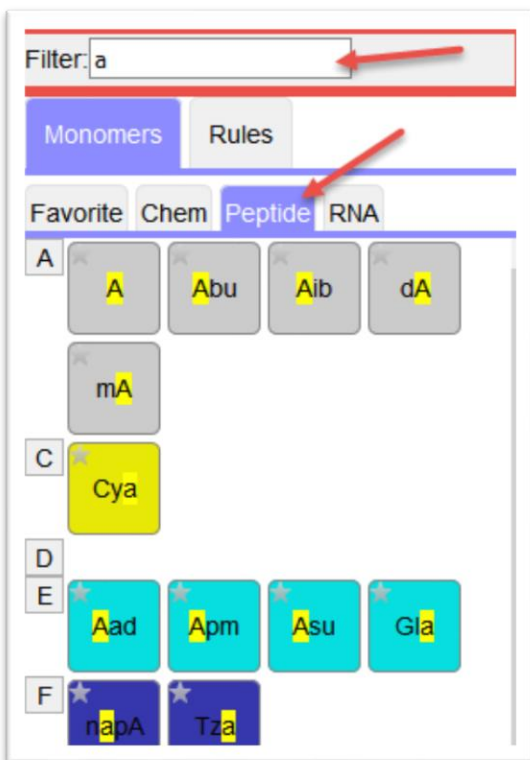 Filter: a
Monomers Rules
Favorite Chem Peptide RNA
A
A Abu Aib dA
mA
C
Cya
D
E
Aad Apm Asu Gla
F
napA Tza